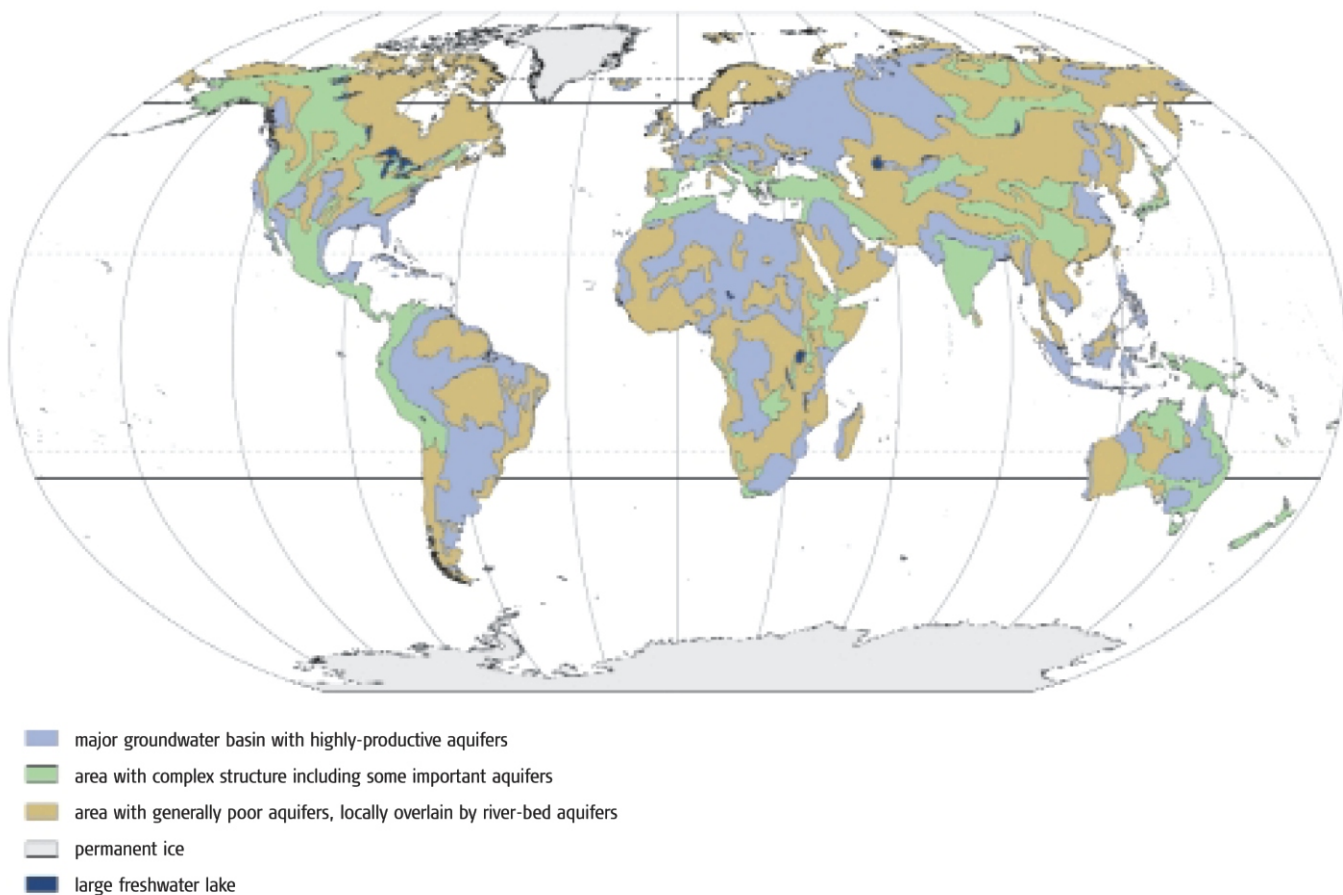 major groundwater basin with highly-productive aquifers
area with complex structure including some important aquifers
area with generally poor aquifers, locally overlain by river-bed aquifers
permanent ice
large freshwater lake